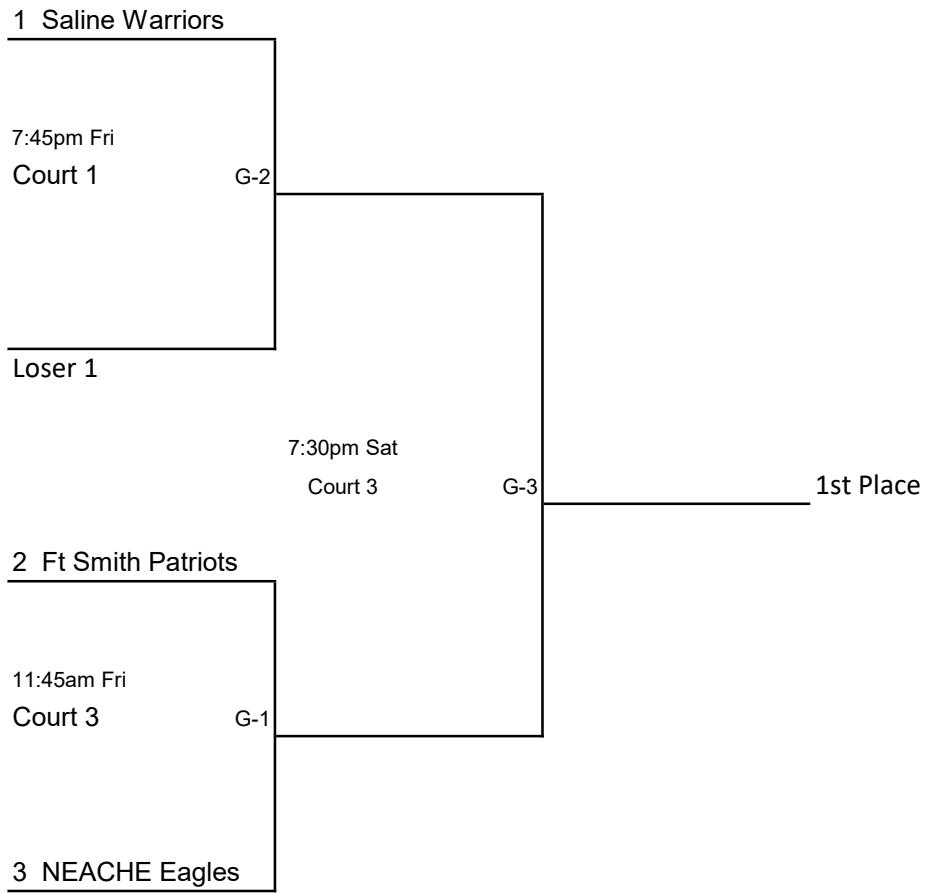 1 Saline Warriors
7:45pm Fri
Court 1
G-2
Loser 1
7:30pm Sat
Court 3
G-3
1st Place
2 Ft Smith Patriots
11:45am Fri
Court 3
G-1
3 NEACHE Eagles